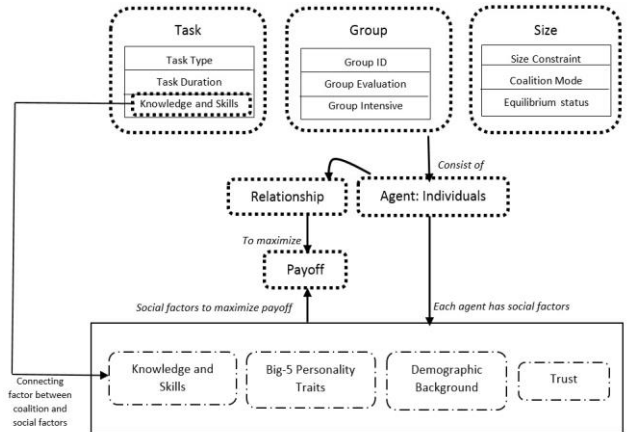 Task
Task Type
Task Duration
Knowledge and Skills
Group
Group ID
Group Evaluation
Group Intensive
Size
Size Constraint
Coalition Mode
Equilibrium status
Consist of
Relationship
Agent: Individuals
To maximize
Payoff
Social factors to maximize payoff
Each agent has social factors
Knowledge and
Skills
Big-5 Personality
Traits
Demographic
Background
Trust
Connecting
factor between
coalition and
social factors